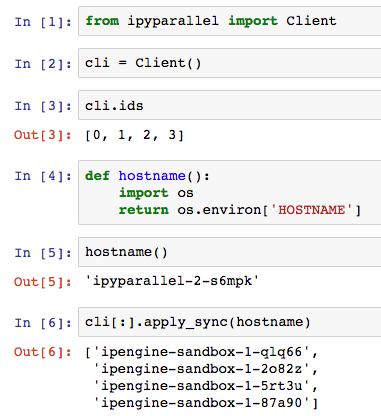 In [1]: from ipyparallel import Client
In [2]: cli = Client()
In [3]: cli.ids
Out[3]: [0, 1, 2, 3]
In [4]: def hostname():
    import os
    return os.environ['HOSTNAME']
In [5]: hostname()
Out[5]: 'ipyparallel-2-s6mpk'
In [6]: cli[:].apply_sync(hostname)
Out[6]: ['ipengine-sandbox-1-qlq66',
 'ipengine-sandbox-1-2o82z',
 'ipengine-sandbox-1-5rt3u',
 'ipengine-sandbox-1-87a90']